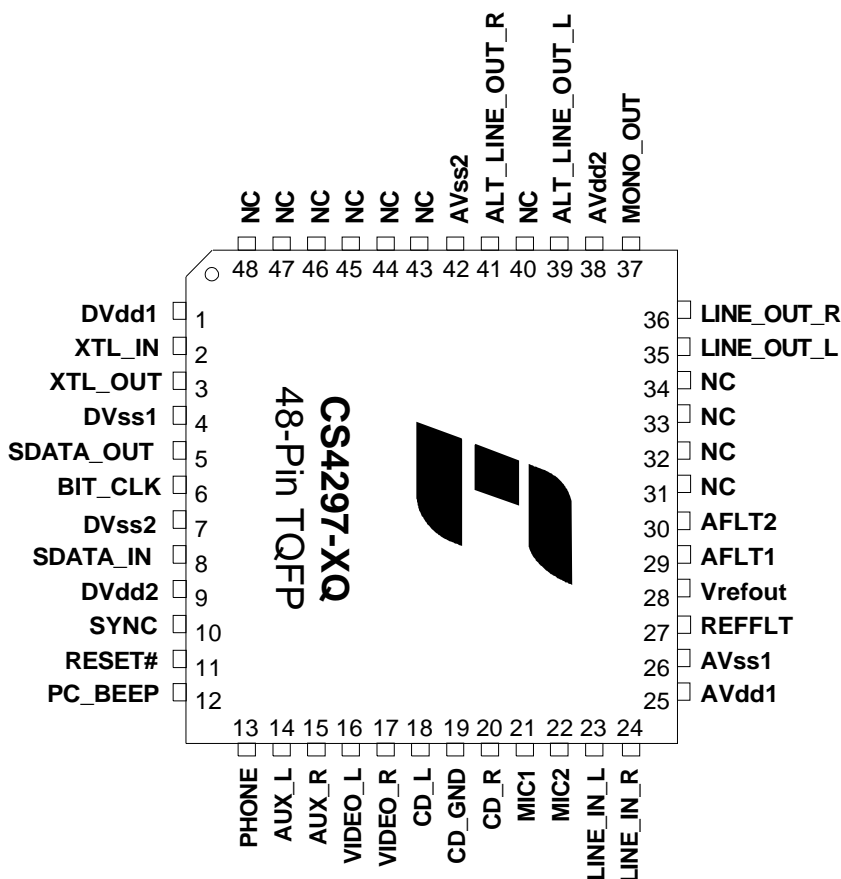 NC
NC
NC
NC
NC
NC
AVss2
ALT_LINE_OUT_R
NC
ALT_LINE_OUT_L
AVdd2
MONO_OUT
48 47 46 45 44 43 42 41 40 39 38 37
DVdd1 1
XTL_IN 2
XTL_OUT 3
DVss1 4
SDATA_OUT 5
BIT_CLK 6
DVss2 7
SDATA_IN 8
DVdd2 9
SYNC 10
RESET# 11
PC_BEEP 12
CS4297-XQ
48-Pin TQFP
36 LINE_OUT_R
35 LINE_OUT_L
34 NC
33 NC
32 NC
31 NC
30 AFLT2
29 AFLT1
28 Vrefout
27 REFFLT
26 AVss1
25 AVdd1
13 14 15 16 17 18 19 20 21 22 23 24
PHONE
AUX_L
AUX_R
VIDEO_L
VIDEO_R
CD_L
CD_GND
CD_R
MIC1
MIC2
LINE_IN_L
LINE_IN_R